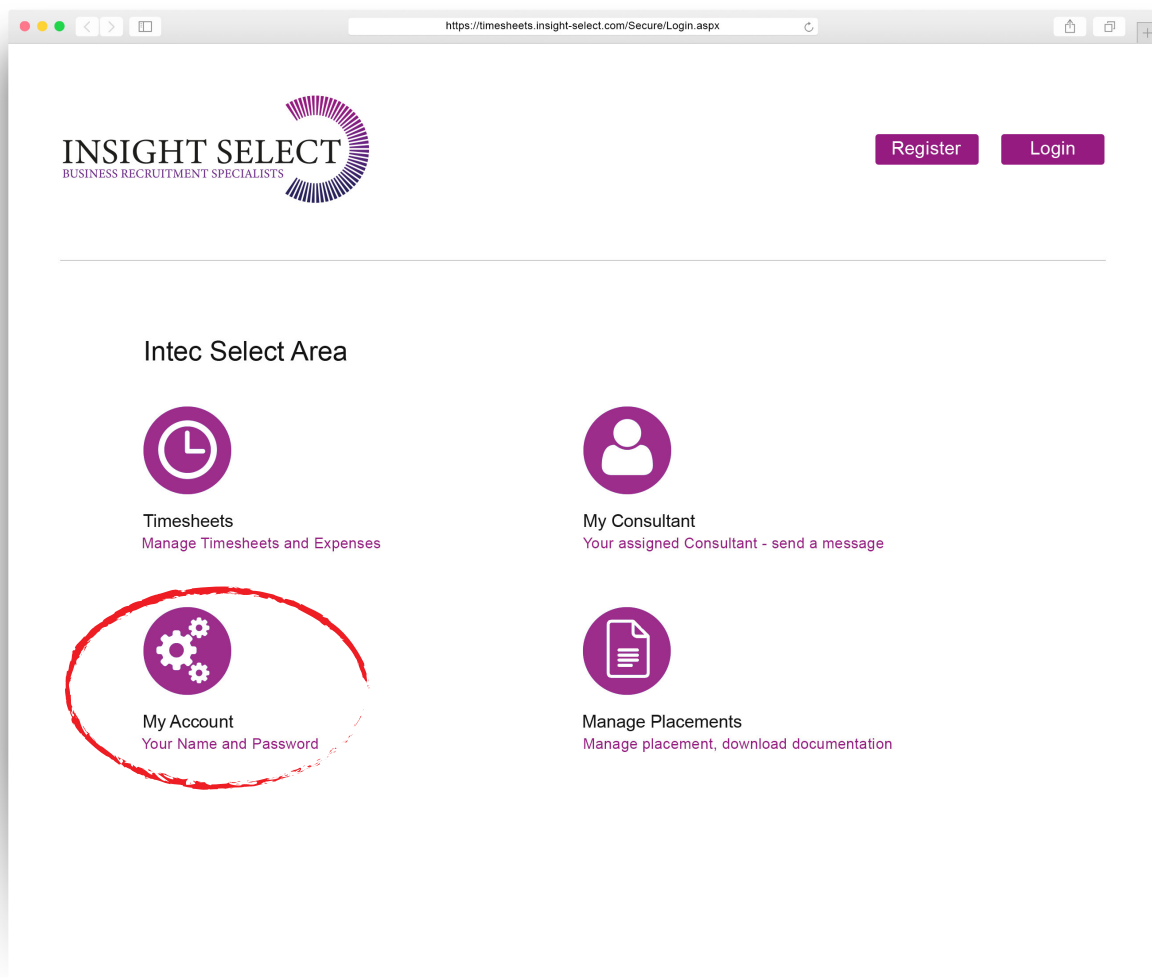 https://timesheets.insight-select.com/Secure/Login.aspx
INSIGHT SELECT
BUSINESS RECRUITMENT SPECIALISTS
Register
Login
Intec Select Area
Timesheets
Manage Timesheets and Expenses
My Consultant
Your assigned Consultant - send a message
My Account
Your Name and Password
Manage Placements
Manage placement, download documentation